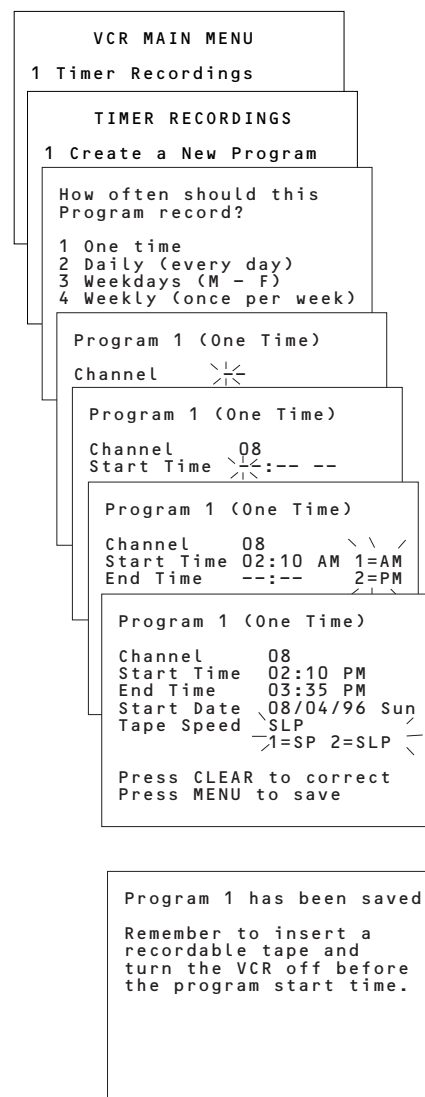 VCR MAIN MENU
1 Timer Recordings
TIMER RECORDINGS
1 Create a New Program
How often should this
Program record?
1 One time
2 Daily (every day)
3 Weekdays (M – F)
4 Weekly (once per week)
Program 1 (One Time)
Channel --
Program 1 (One Time)
Channel 08
Start Time --:-- --
Program 1 (One Time)
Channel 08
Start Time 02:10 AM 1=AM
End Time --:-- 2=PM
Program 1 (One Time)
Channel 08
Start Time 02:10 PM
End Time 03:35 PM
Start Date 08/04/96 Sun
Tape Speed SLP
1=SP 2=SLP
Press CLEAR to correct
Press MENU to save
Program 1 has been saved
Remember to insert a
recordable tape and
turn the VCR off before
the program start time.